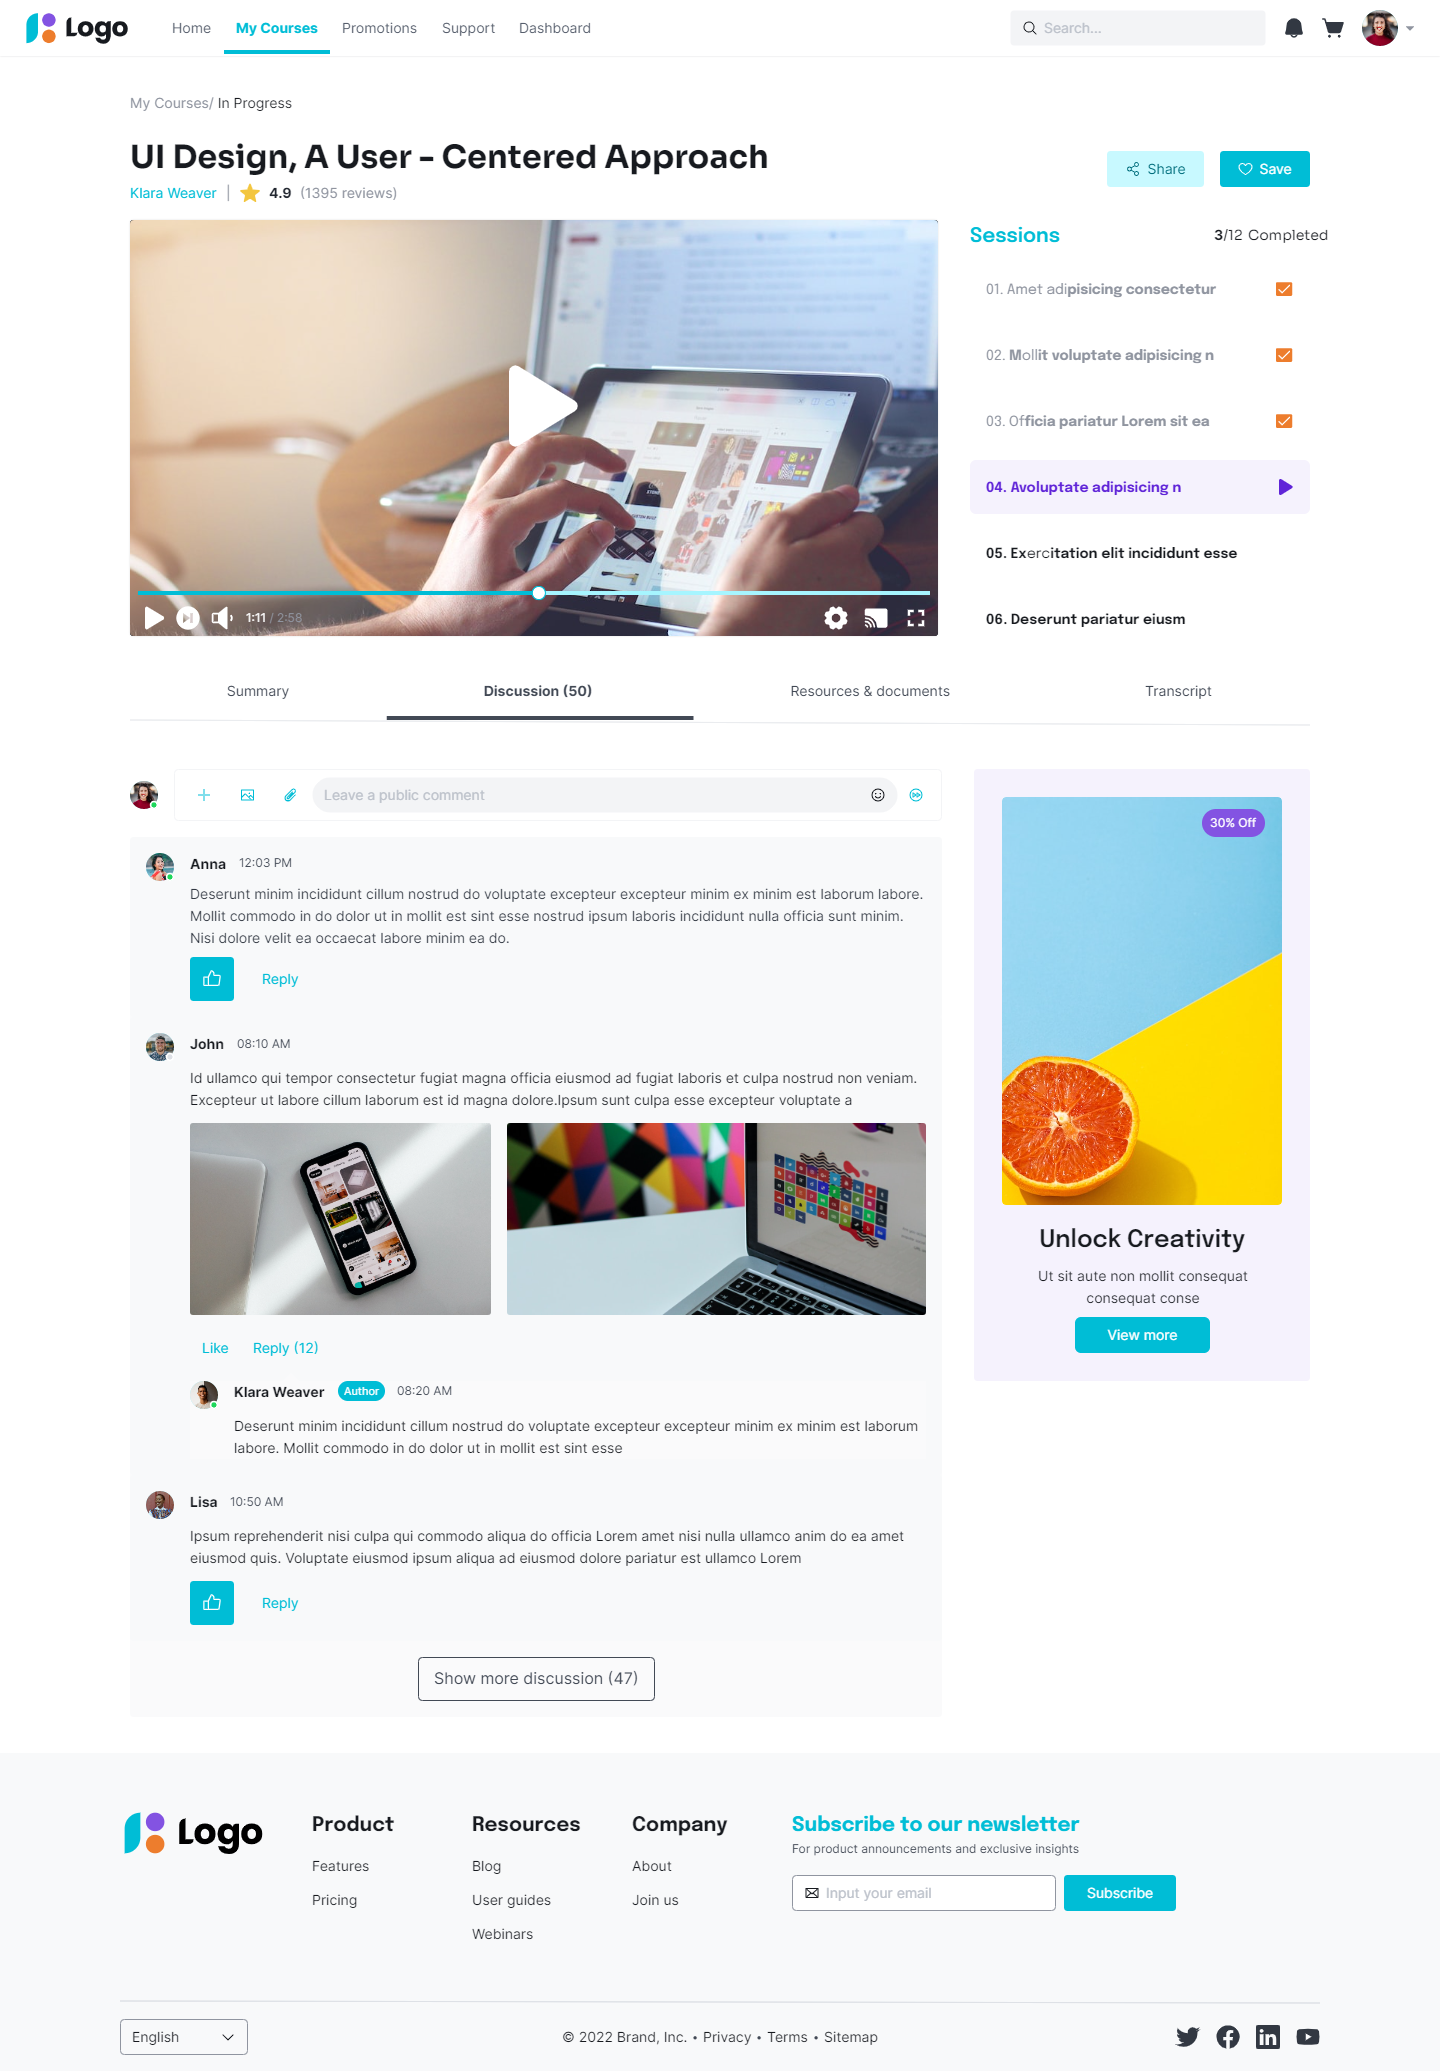 Logo
Home
My Courses
Promotions
Support
Dashboard
Search...
My Courses/ In Progress
UI Design, A User - Centered Approach
Klara Weaver | 4.9 (1395 reviews)
Share
Save
Sessions
3/12 Completed
01. Amet adipisicing consectetur
02. Mollit voluptate adipisicing n
03. Officia pariatur Lorem sit ea
04. Avoluptate adipisicing n
05. Exercitation elit incididunt esse
06. Deserunt pariatur eiusm
1:11 / 2:58
Summary
Discussion (50)
Resources & documents
Transcript
Leave a public comment
Anna 12:03 PM
Deserunt minim incididunt cillum nostrud do voluptate excepteur excepteur minim ex minim est laborum labore.
Mollit commodo in do dolor ut in mollit est sint esse nostrud ipsum laboris incididunt nulla officia sunt minim.
Nisi dolore velit ea occaecat labore minim ea do.
Reply
John 08:10 AM
Id ullamco qui tempor consectetur fugiat magna officia eiusmod ad fugiat laboris et culpa nostrud non veniam.
Excepteur ut labore cillum laborum est id magna dolore.Ipsum sunt culpa esse excepteur voluptate a
Like
Reply (12)
Klara Weaver Author 08:20 AM
Deserunt minim incididunt cillum nostrud do voluptate excepteur excepteur minim ex minim est laborum
labore. Mollit commodo in do dolor ut in mollit est sint esse
Lisa 10:50 AM
Ipsum reprehenderit nisi culpa qui commodo aliqua do officia Lorem amet nisi nulla ullamco anim do ea amet
eiusmod quis. Voluptate eiusmod ipsum aliqua ad eiusmod dolore pariatur est ullamco Lorem
Reply
Show more discussion (47)
30% Off
Unlock Creativity
Ut sit aute non mollit consequat
consequat conse
View more
Logo
Product
Features
Pricing
Resources
Blog
User guides
Webinars
Company
About
Join us
Subscribe to our newsletter
For product announcements and exclusive insights
Input your email
Subscribe
English
© 2022 Brand, Inc. • Privacy • Terms • Sitemap